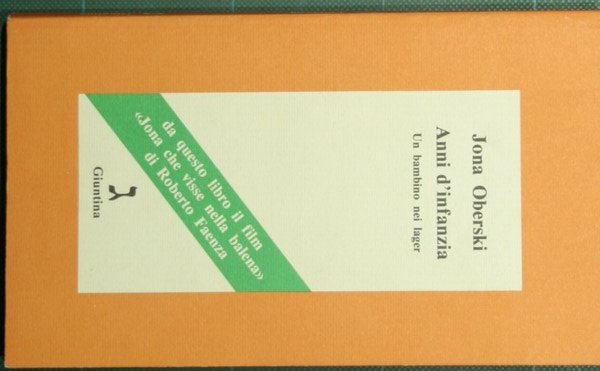 Jona Oberski
Anni d'infanzia
Un bambino nei lager
da questo libro il film
«Jona che visse nella balena»
di Roberto Faenza
Giuntina